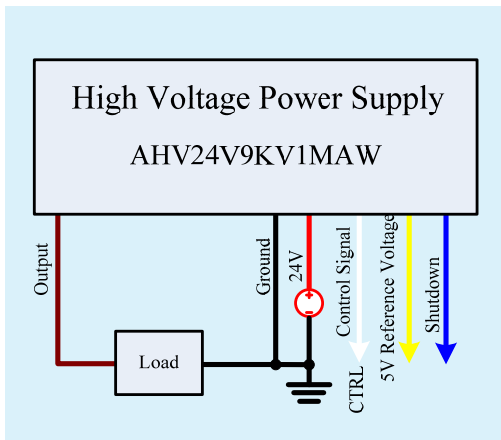 High Voltage Power Supply
AHV24V9KV1MAW
Output
Ground
24V
Control Signal
CTRL
5V Reference Voltage
Shutdown
Load